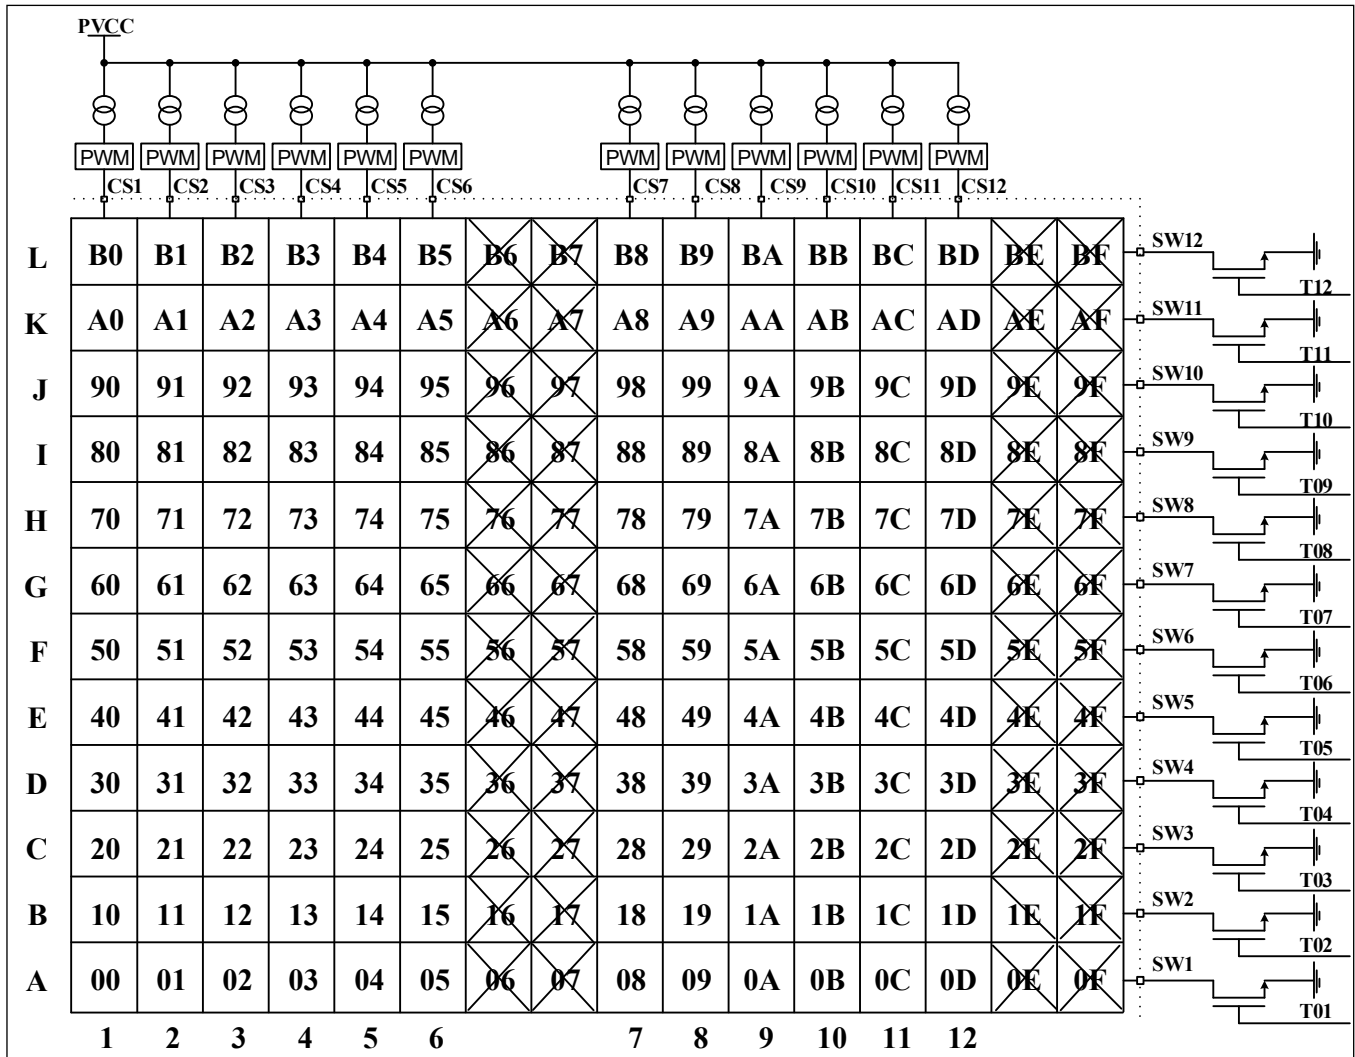 PVCC
PWM PWM PWM PWM PWM PWM PWM PWM PWM PWM PWM PWM
CS1 CS2 CS3 CS4 CS5 CS6 CS7 CS8 CS9 CS10 CS11 CS12
L B0 B1 B2 B3 B4 B5 B6 B7 B8 B9 BA BB BC BD BE BF SW12
T12
K A0 A1 A2 A3 A4 A5 A6 A7 A8 A9 AA AB AC AD AE AF SW11
T11
J 90 91 92 93 94 95 96 97 98 99 9A 9B 9C 9D 9E 9F SW10
T10
I 80 81 82 83 84 85 86 87 88 89 8A 8B 8C 8D 8E 8F SW9
T09
H 70 71 72 73 74 75 76 77 78 79 7A 7B 7C 7D 7E 7F SW8
T08
G 60 61 62 63 64 65 66 67 68 69 6A 6B 6C 6D 6E 6F SW7
T07
F 50 51 52 53 54 55 56 57 58 59 5A 5B 5C 5D 5E 5F SW6
T06
E 40 41 42 43 44 45 46 47 48 49 4A 4B 4C 4D 4E 4F SW5
T05
D 30 31 32 33 34 35 36 37 38 39 3A 3B 3C 3D 3E 3F SW4
T04
C 20 21 22 23 24 25 26 27 28 29 2A 2B 2C 2D 2E 2F SW3
T03
B 10 11 12 13 14 15 16 17 18 19 1A 1B 1C 1D 1E 1F SW2
T02
A 00 01 02 03 04 05 06 07 08 09 0A 0B 0C 0D 0E 0F SW1
T01
1 2 3 4 5 6 7 8 9 10 11 12